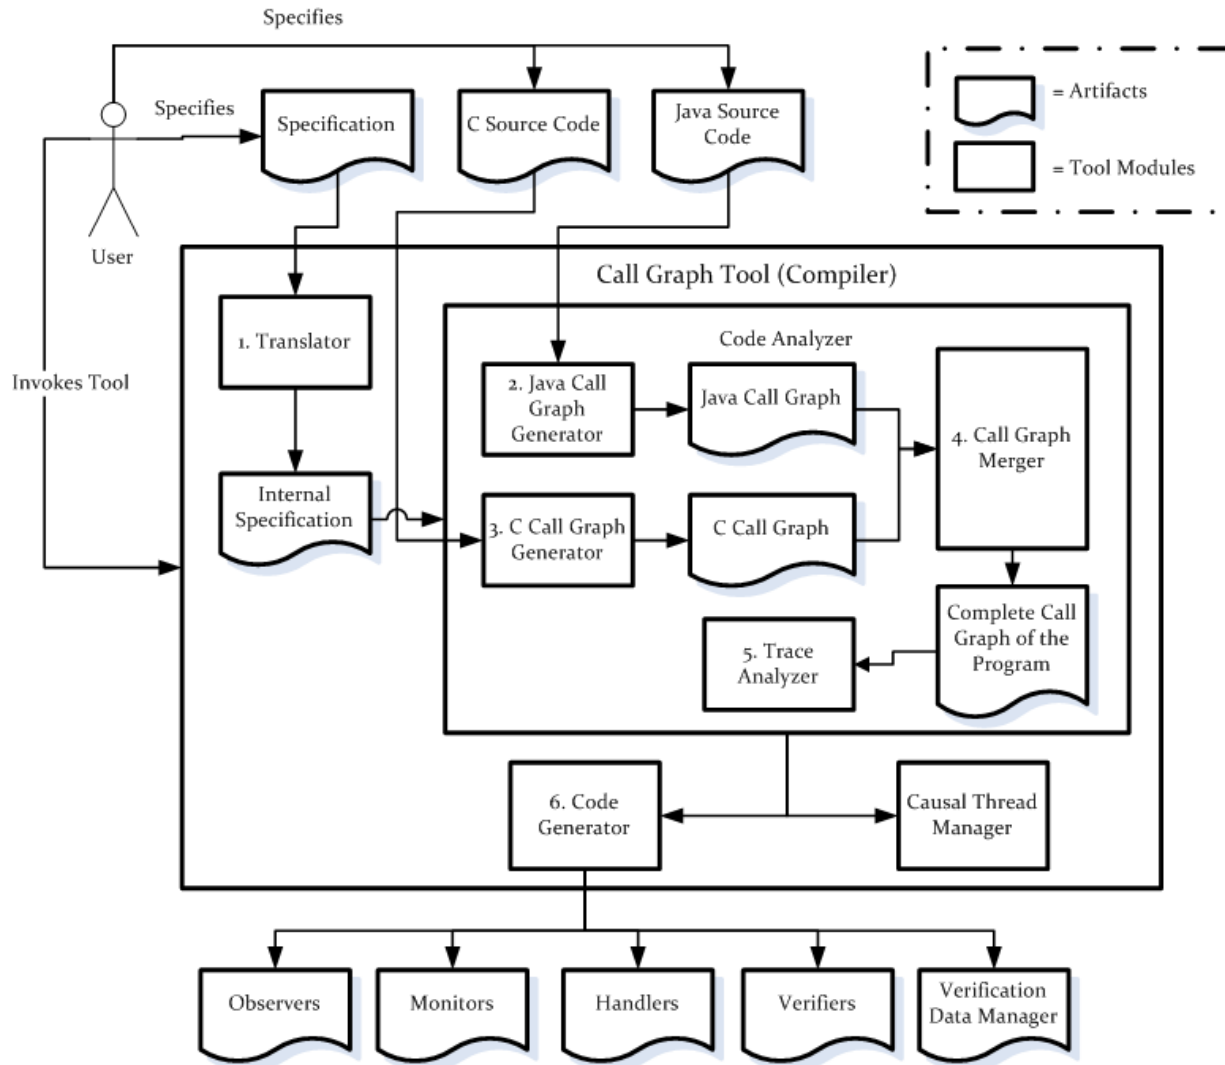 Specifies
Specifies
Specification
C Source Code
Java Source
Code
= Artifacts
= Tool Modules
User
Invokes Tool
Call Graph Tool (Compiler)
1. Translator
Code Analyzer
2. Java Call
Graph
Generator
Java Call Graph
4. Call Graph
Merger
Internal
Specification
3. C Call Graph
Generator
C Call Graph
Complete Call
Graph of the
Program
5. Trace
Analyzer
6. Code
Generator
Causal Thread
Manager
Observers
Monitors
Handlers
Verifiers
Verification
Data Manager